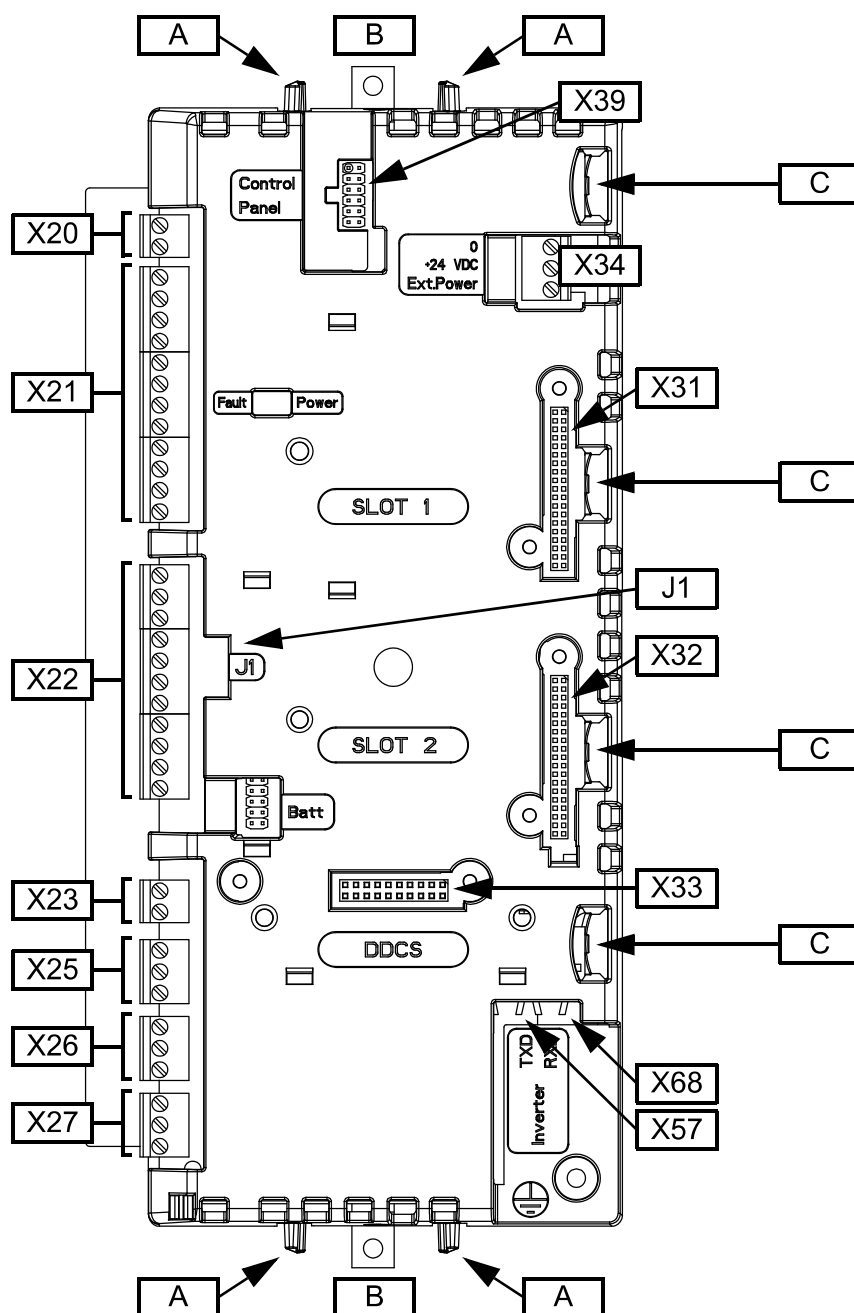 A B A
X39
Control
Panel
C
X20
0
+24 VDC
Ext.Power
X34
X21
X31
Fault Power
SLOT 1
C
J1
X22
J1
X32
SLOT 2
C
Batt
X23
X33
DDCS
C
X25
X26
TXD
Inverter
X68
X57
X27
A B A